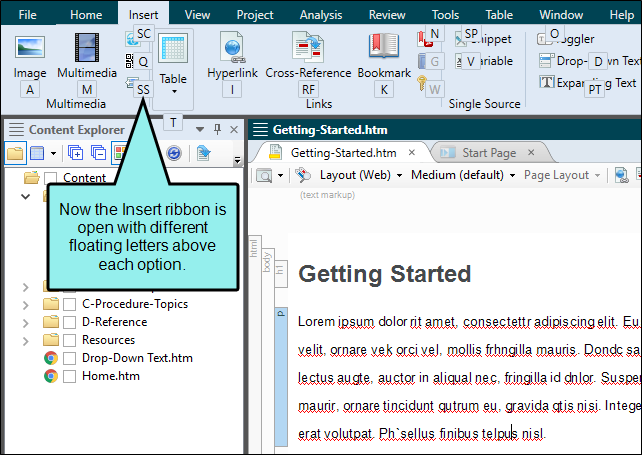 File Home Insert View Project Analysis Review Tools Table Window Help
SC N SP Snippet O Toggler
Q G V Variable D Drop-Down Text
Image Multimedia SS Table Hyperlink Cross-Reference Bookmark W PT Expanding Text
A M I RF K
Multimedia T Links Single Source
Content Explorer
Getting-Started.htm
Getting-Started.htm Start Page
Layout (Web) Medium (default) Page Layout
Content
(text markup)
Now the Insert ribbon is
open with different
floating letters above
each option.
html
body
h1
Getting Started
p
Lorem ipsum dolor rit amet, consectettr adipiscing elit. Eu
velit, ornare vek orci vel, mollis frhngilla mauris. Dondc sa
lectus augte, auctor in aliqual nec, fringilla id dnlor. Suspen
maurir, ornare tincidunt qutrum eu, gravida qtis nisi. Intege
erat volutpat. Ph`sellus finibus telpus nisl.
C-Procedure-Topics
D-Reference
Resources
Drop-Down Text.htm
Home.htm